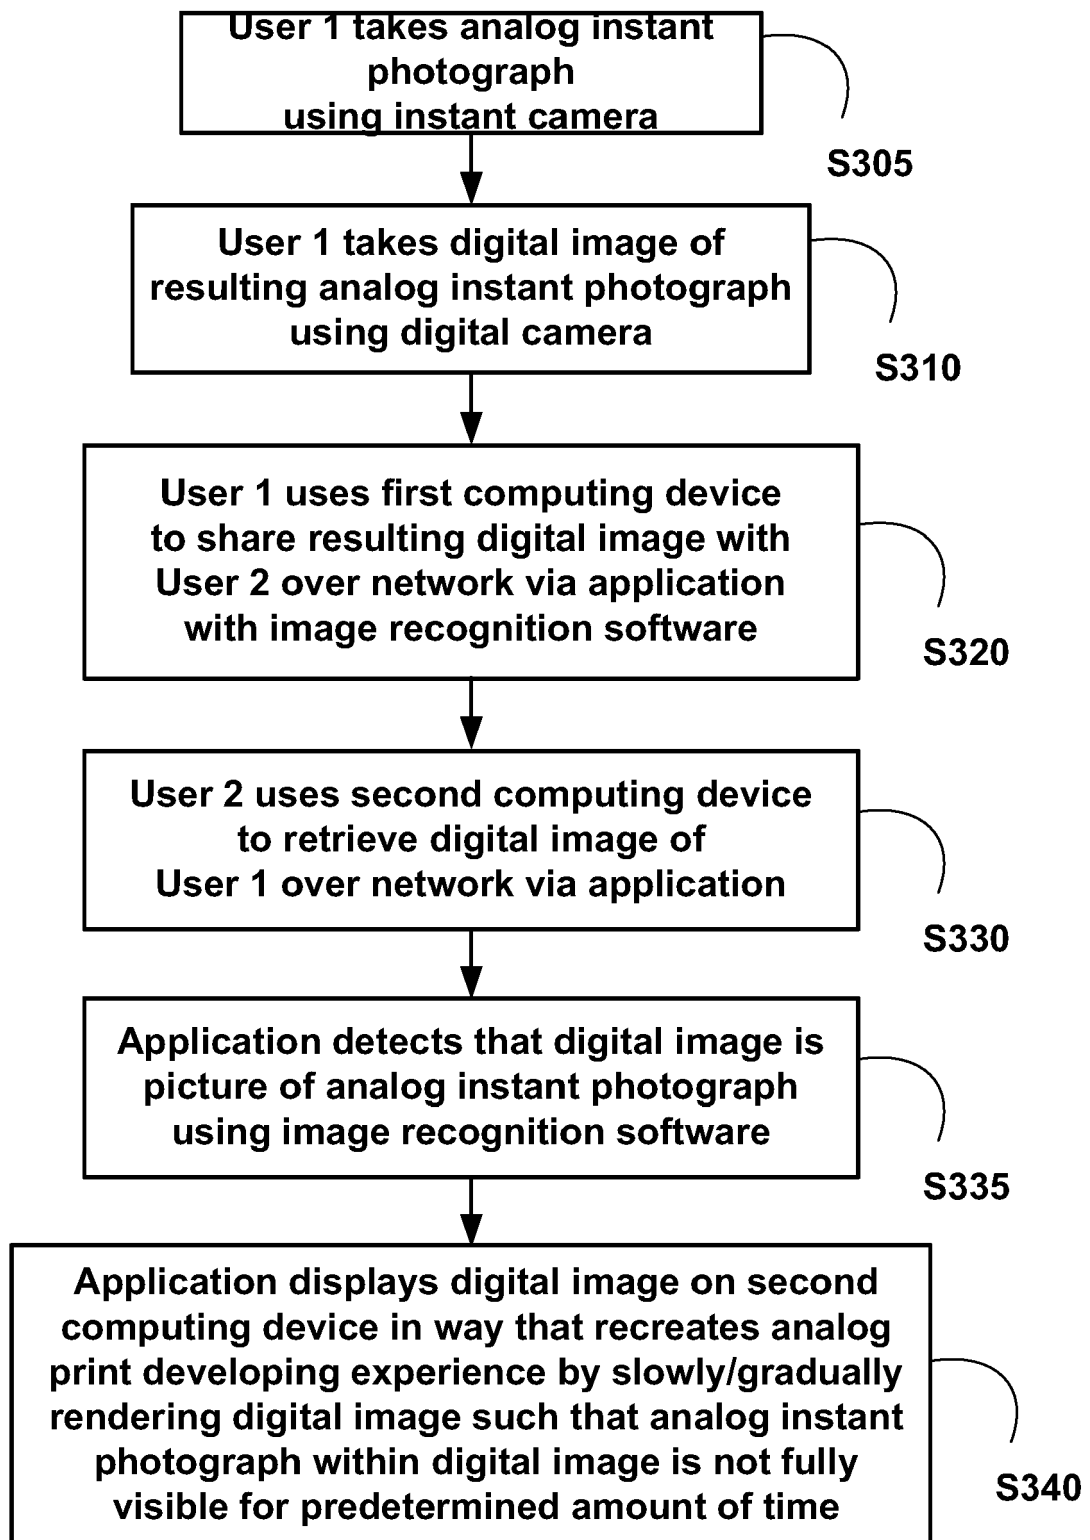 User 1 takes analog instant
photograph
using instant camera
S305
User 1 takes digital image of
resulting analog instant photograph
using digital camera
S310
User 1 uses first computing device
to share resulting digital image with
User 2 over network via application
with image recognition software
S320
User 2 uses second computing device
to retrieve digital image of
User 1 over network via application
S330
Application detects that digital image is
picture of analog instant photograph
using image recognition software
S335
Application displays digital image on second
computing device in way that recreates analog
print developing experience by slowly/gradually
rendering digital image such that analog instant
photograph within digital image is not fully
visible for predetermined amount of time
S340